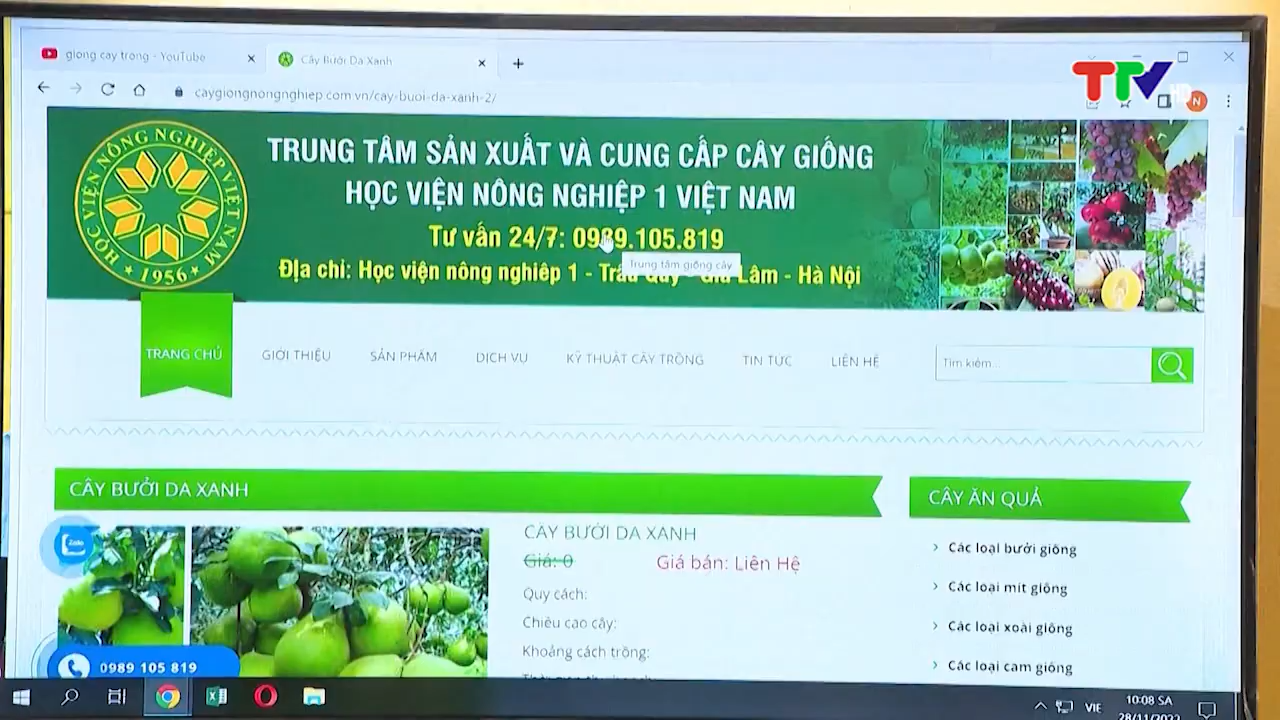 giong cay trong - YouTube
Cây Bưởi Da Xanh
TTV HD
caygiongnongnghiep.com.vn/cay-buoi-da-xanh-2/
N
HỌC VIỆN NÔNG NGHIỆP VIỆT NAM
★ 1956 ★
TRUNG TÂM SẢN XUẤT VÀ CUNG CẤP CÂY GIỐNG
HỌC VIỆN NÔNG NGHIỆP 1 VIỆT NAM
Tư vấn 24/7: 0989.105.819
Trung tâm giống cây
Địa chỉ: Học viện nông nghiêp 1 - Trâu Quỳ - Gia Lâm - Hà Nội
TRANG CHỦ
GIỚI THIỆU
SẢN PHẨM
DỊCH VỤ
KỸ THUẬT CÂY TRỒNG
TIN TỨC
LIÊN HỆ
Tìm kiếm...
CÂY BƯỞI DA XANH
CÂY ĂN QUẢ
Zalo
CÂY BƯỞI DA XANH
Giá: 0
Giá bán: Liên Hệ
Quy cách:
Chiều cao cây:
Khoảng cách trồng:
Các loại bưởi giống
Các loại mít giống
Các loại xoài giống
Các loại cam giống
0989 105 819
VIE
10:08 SA